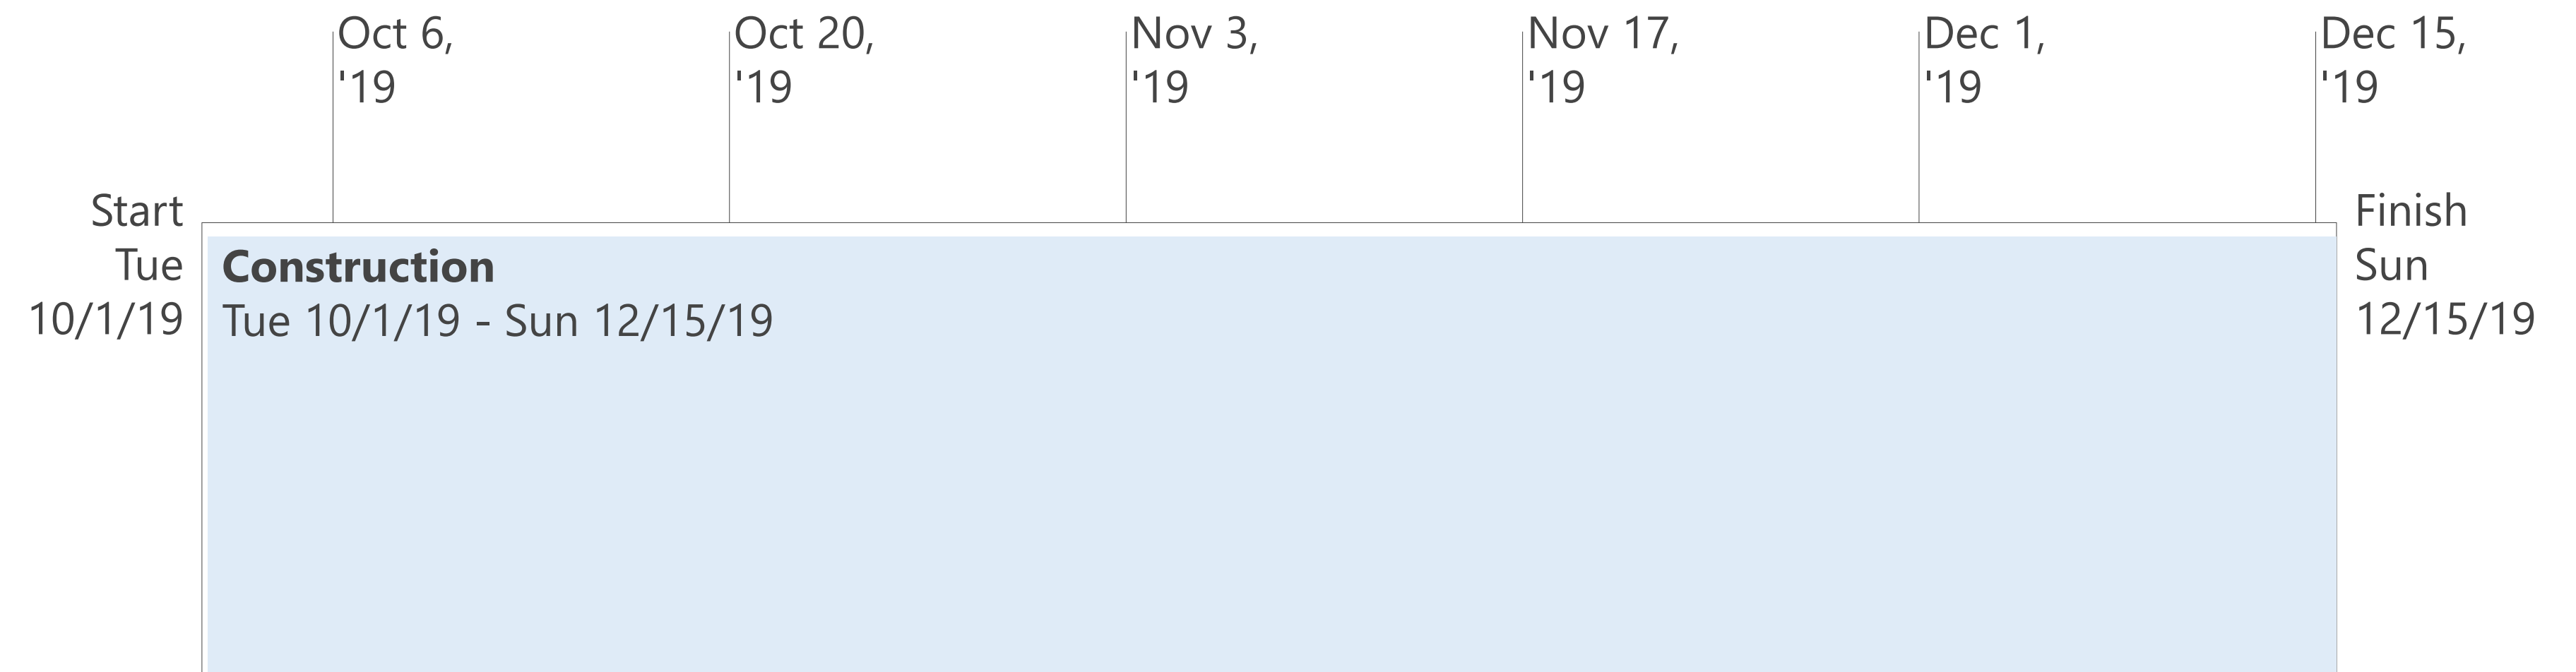 Oct 6,
'19
Oct 20,
'19
Nov 3,
'19
Nov 17,
'19
Dec 1,
'19
Dec 15,
'19
Start
Tue
10/1/19
Construction
Tue 10/1/19 - Sun 12/15/19
Finish
Sun
12/15/19